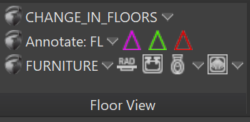 CHANGE_IN_FLOORS
Annotate: FL
FURNITURE RAD
Floor View